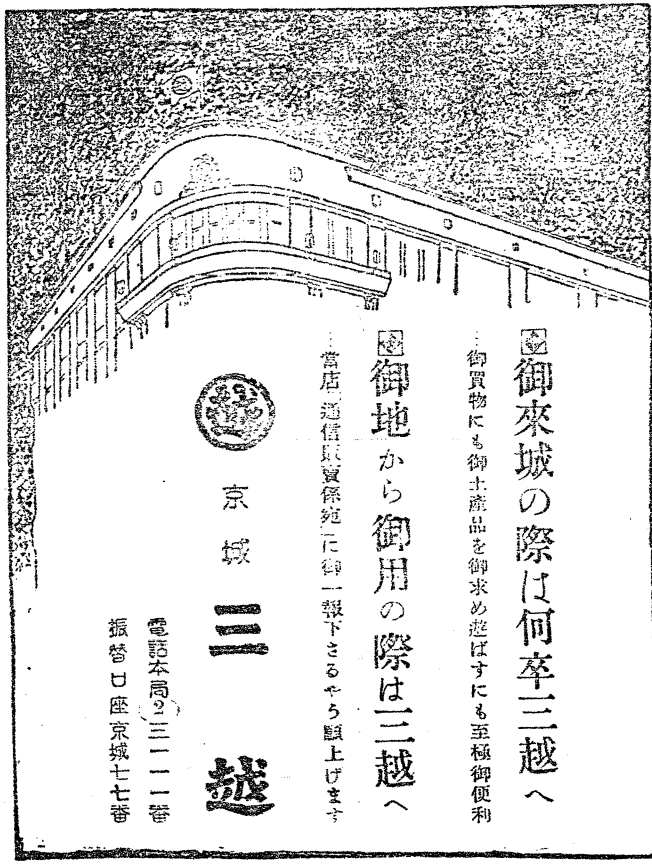 御來城の際は何卒三越へ
…御買物にも御土產品を御求め遊ばすにも至極御便利
御地から御用の際は三越へ
…當店「通信販賣係宛」に御一報下さるやう願上げます
京城
三越
電話本局(2)三一一一番
振替口座京城七七番